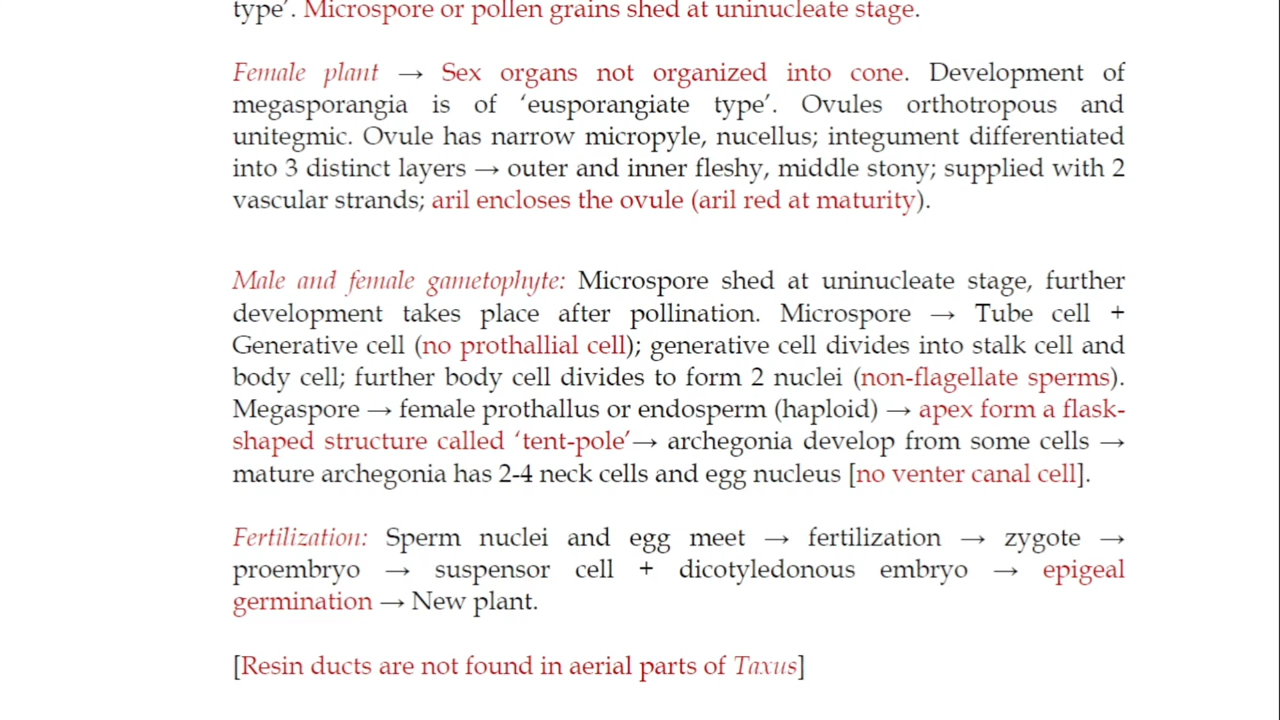 type’. Microspore or pollen grains shed at uninucleate stage.
Female plant → Sex organs not organized into cone. Development of
megasporangia is of ‘eusporangiate type’. Ovules orthotropous and
unitegmic. Ovule has narrow micropyle, nucellus; integument differentiated
into 3 distinct layers → outer and inner fleshy, middle stony; supplied with 2
vascular strands; aril encloses the ovule (aril red at maturity).
Male and female gametophyte: Microspore shed at uninucleate stage, further
development takes place after pollination. Microspore → Tube cell +
Generative cell (no prothallial cell); generative cell divides into stalk cell and
body cell; further body cell divides to form 2 nuclei (non-flagellate sperms).
Megaspore → female prothallus or endosperm (haploid) → apex form a flask-
shaped structure called ‘tent-pole’→ archegonia develop from some cells →
mature archegonia has 2-4 neck cells and egg nucleus [no venter canal cell].
Fertilization: Sperm nuclei and egg meet → fertilization → zygote →
proembryo → suspensor cell + dicotyledonous embryo → epigeal
germination → New plant.
[Resin ducts are not found in aerial parts of Taxus]